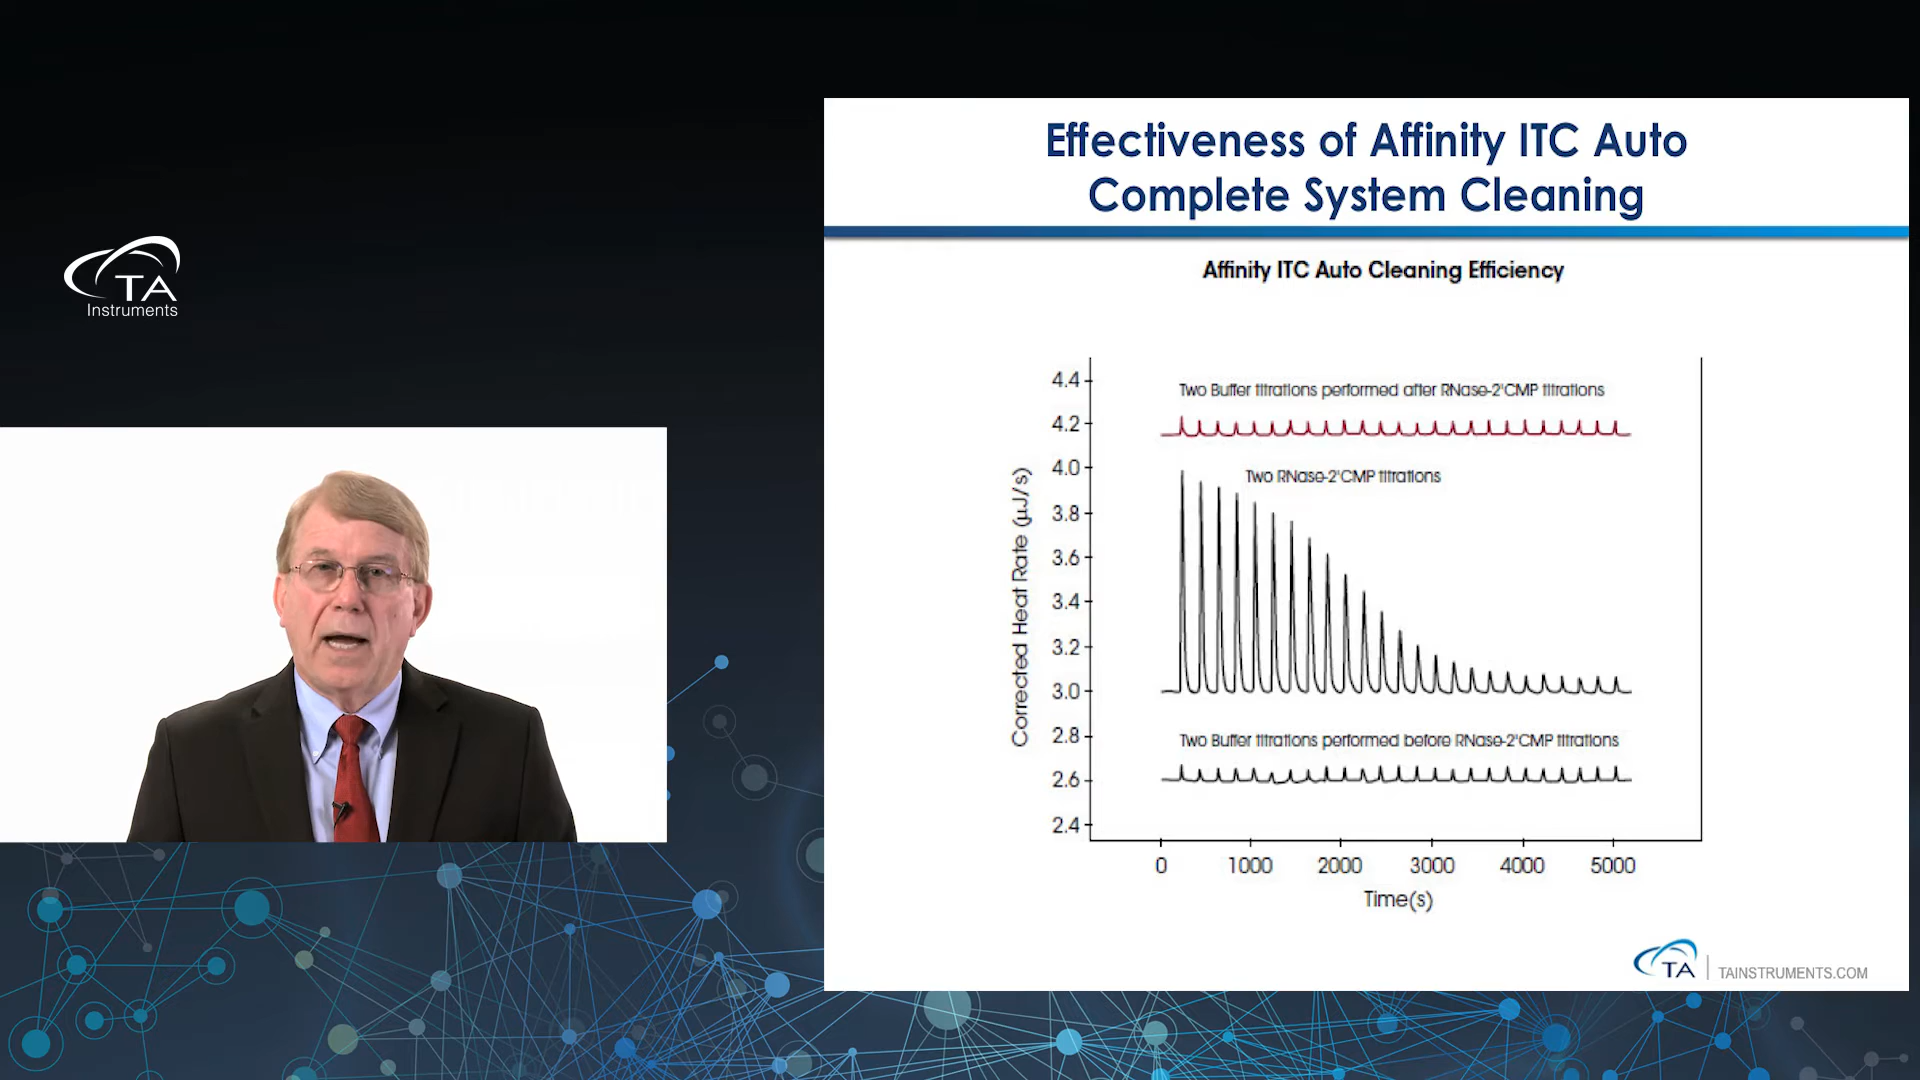 TA
Instruments
Effectiveness of Affinity ITC Auto
Complete System Cleaning
Affinity ITC Auto Cleaning Efficiency
Corrected Heat Rate (µJ/s)
4.4
4.2
4.0
3.8
3.6
3.4
3.2
3.0
2.8
2.6
2.4
Two Buffer titrations performed after RNase-2'CMP titrations
Two RNase-2'CMP titrations
Two Buffer titrations performed before RNase-2'CMP titrations
0 1000 2000 3000 4000 5000
Time(s)
TA | TAINSTRUMENTS.COM